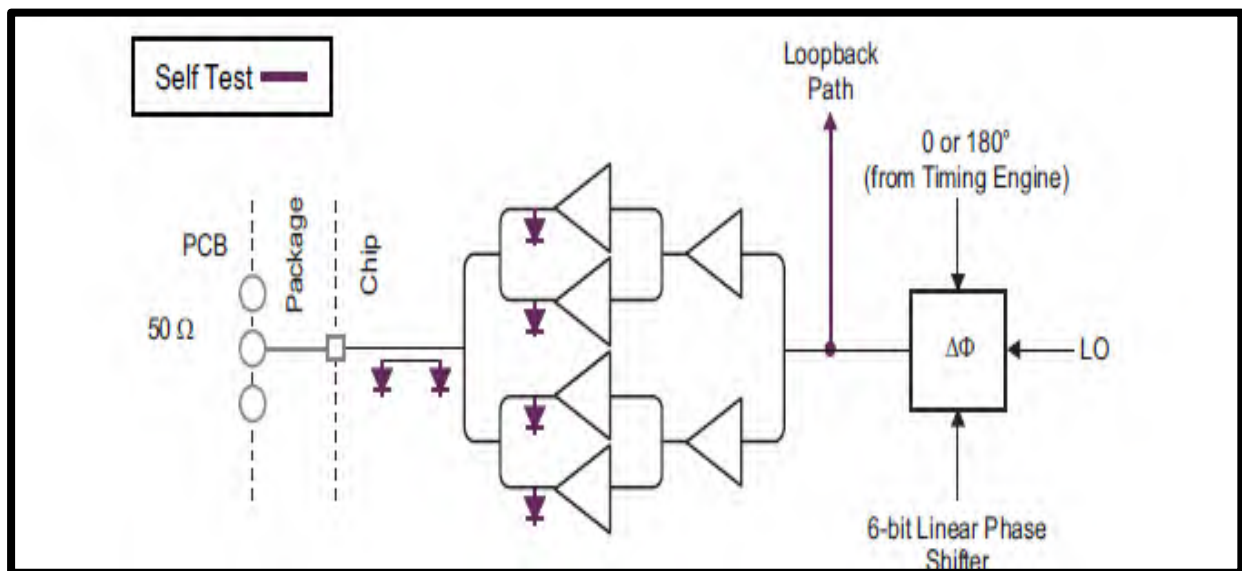 Self Test
Loopback
Path
0 or 180°
(from Timing Engine)
PCB
Package
Chip
50 Ω
ΔΦ
LO
6-bit Linear Phase
Shifter